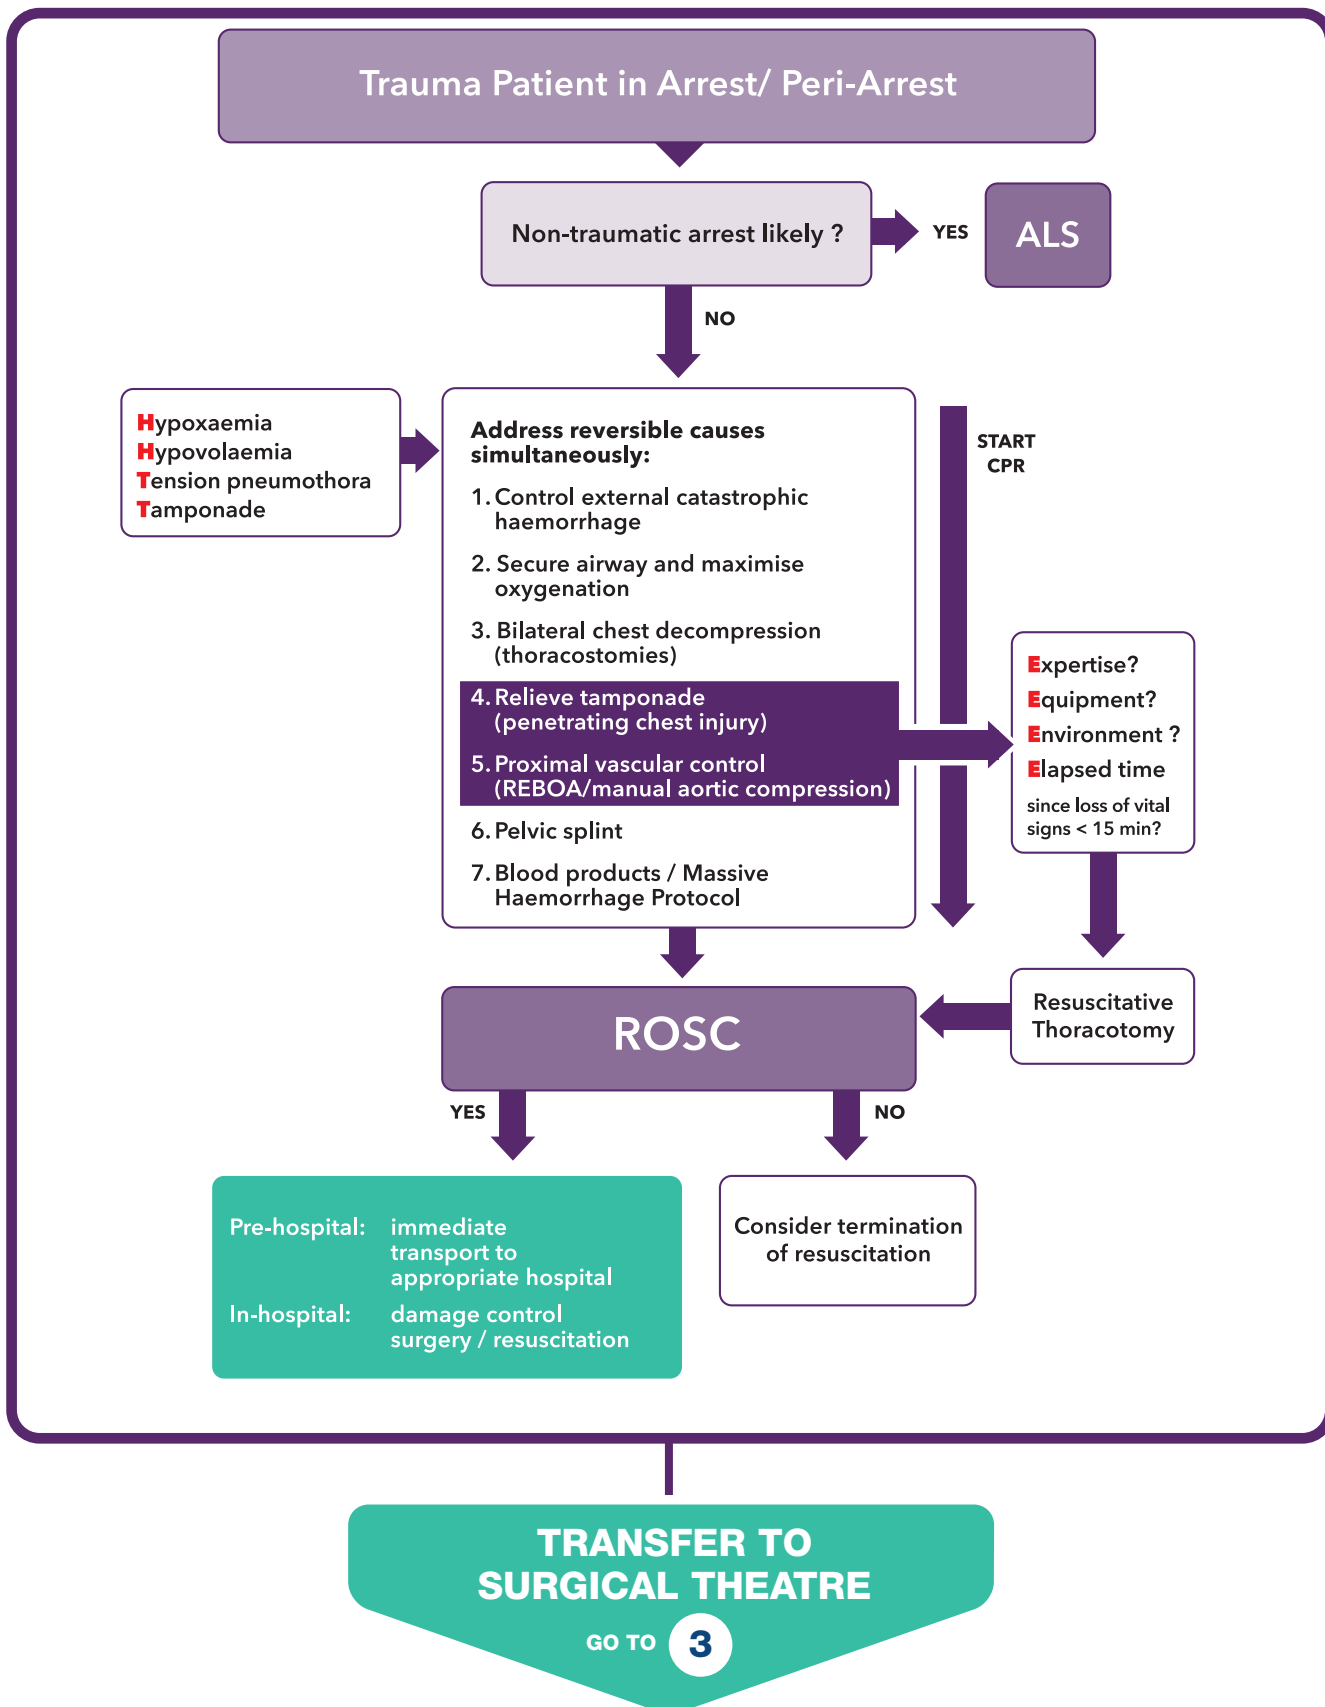 Trauma Patient in Arrest/ Peri-Arrest
Non-traumatic arrest likely ?
YES
ALS
NO
Hypoxaemia
Hypovolaemia
Tension pneumothora
Tamponade
Address reversible causes
simultaneously:
1. Control external catastrophic
haemorrhage
2. Secure airway and maximise
oxygenation
3. Bilateral chest decompression
(thoracostomies)
4. Relieve tamponade
(penetrating chest injury)
5. Proximal vascular control
(REBOA/manual aortic compression)
6. Pelvic splint
7. Blood products / Massive
Haemorrhage Protocol
START
CPR
Expertise?
Equipment?
Environment ?
Elapsed time
since loss of vital
signs < 15 min?
Resuscitative
Thoracotomy
ROSC
YES
NO
Pre-hospital: immediate
transport to
appropriate hospital
In-hospital: damage control
surgery / resuscitation
Consider termination
of resuscitation
TRANSFER TO
SURGICAL THEATRE
GO TO 3